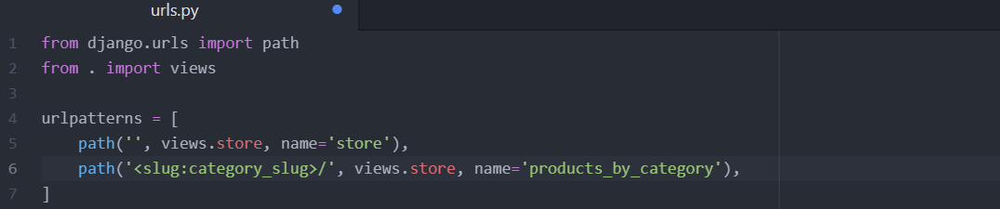 urls.py
1 from django.urls import path
2 from . import views
3
4 urlpatterns = [
5     path('', views.store, name='store'),
6     path('<slug:category_slug>/', views.store, name='products_by_category'),
7 ]